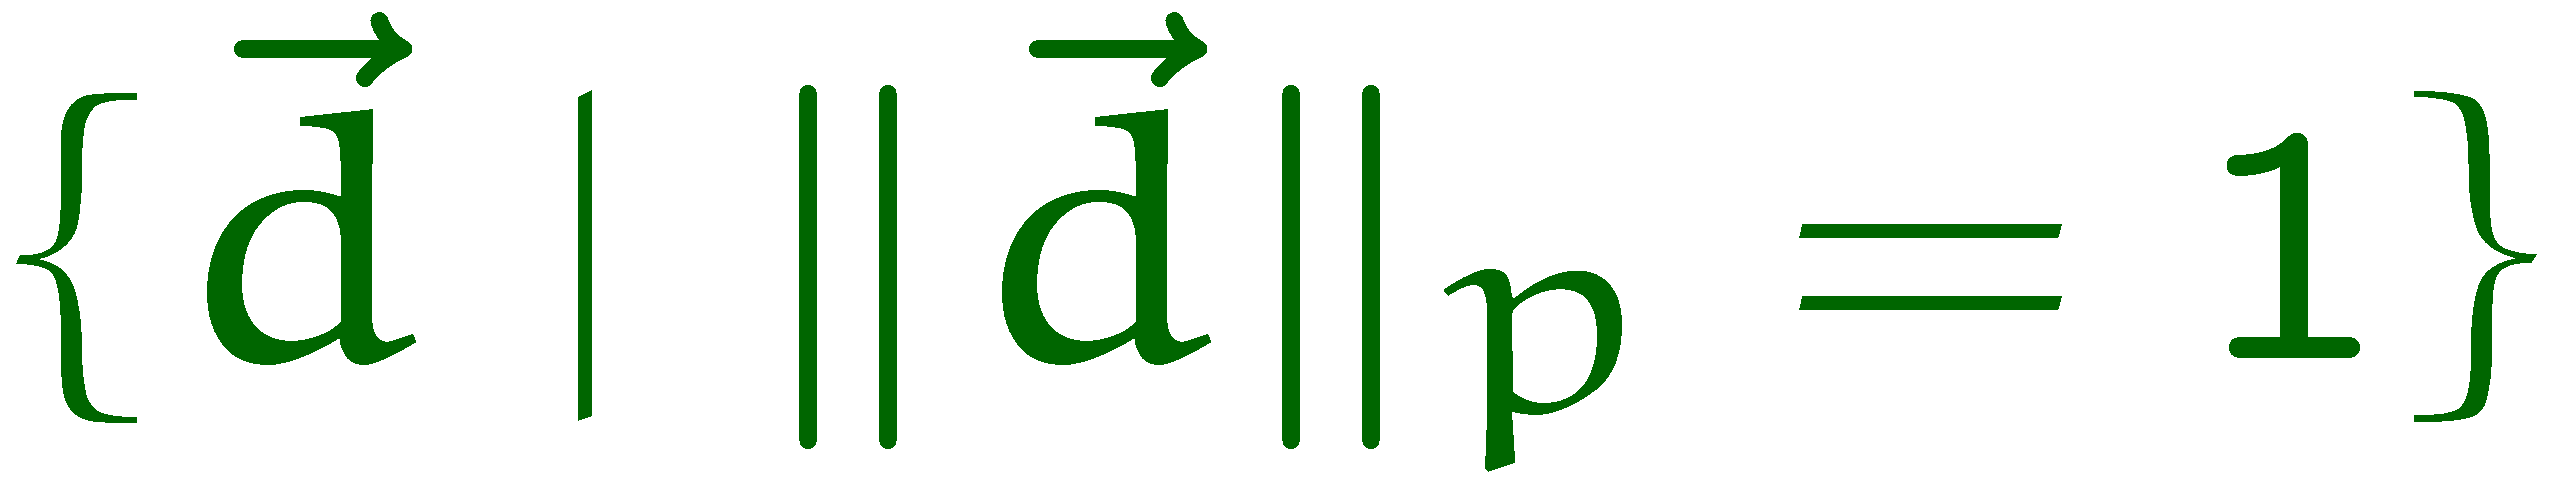 {d⃗ | ‖d⃗‖ₚ = 1}